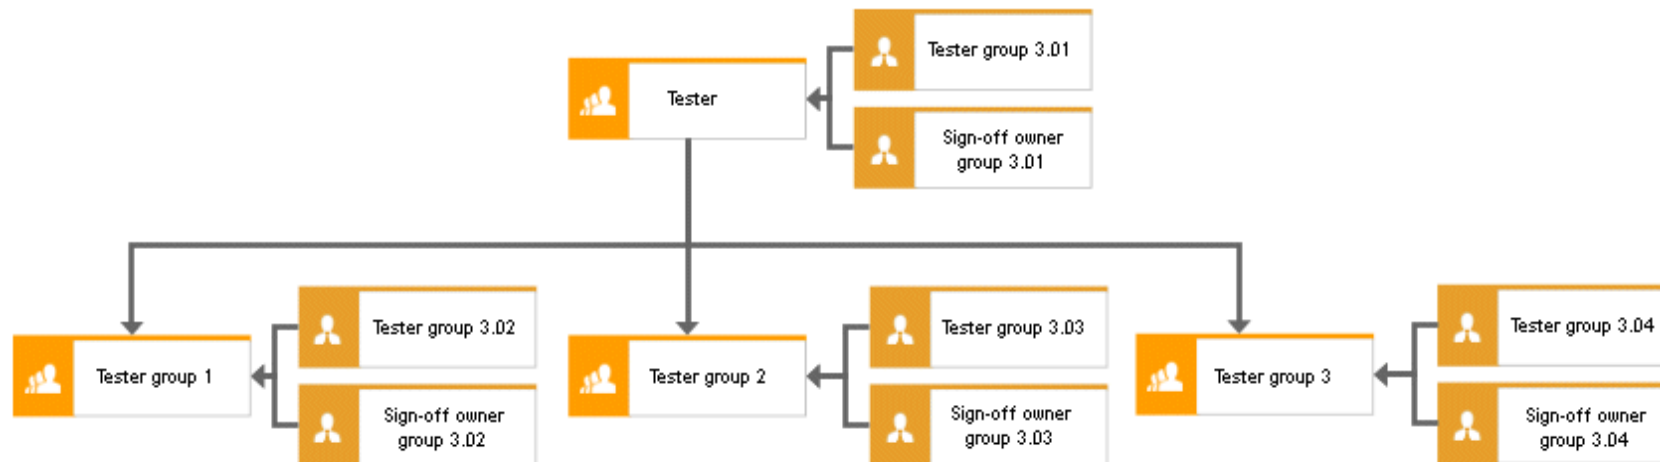 Tester group 3.01
Tester
Sign-off owner
group 3.01
Tester group 3.02
Tester group 3.03
Tester group 3.04
Tester group 1
Tester group 2
Tester group 3
Sign-off owner
group 3.02
Sign-off owner
group 3.03
Sign-off owner
group 3.04